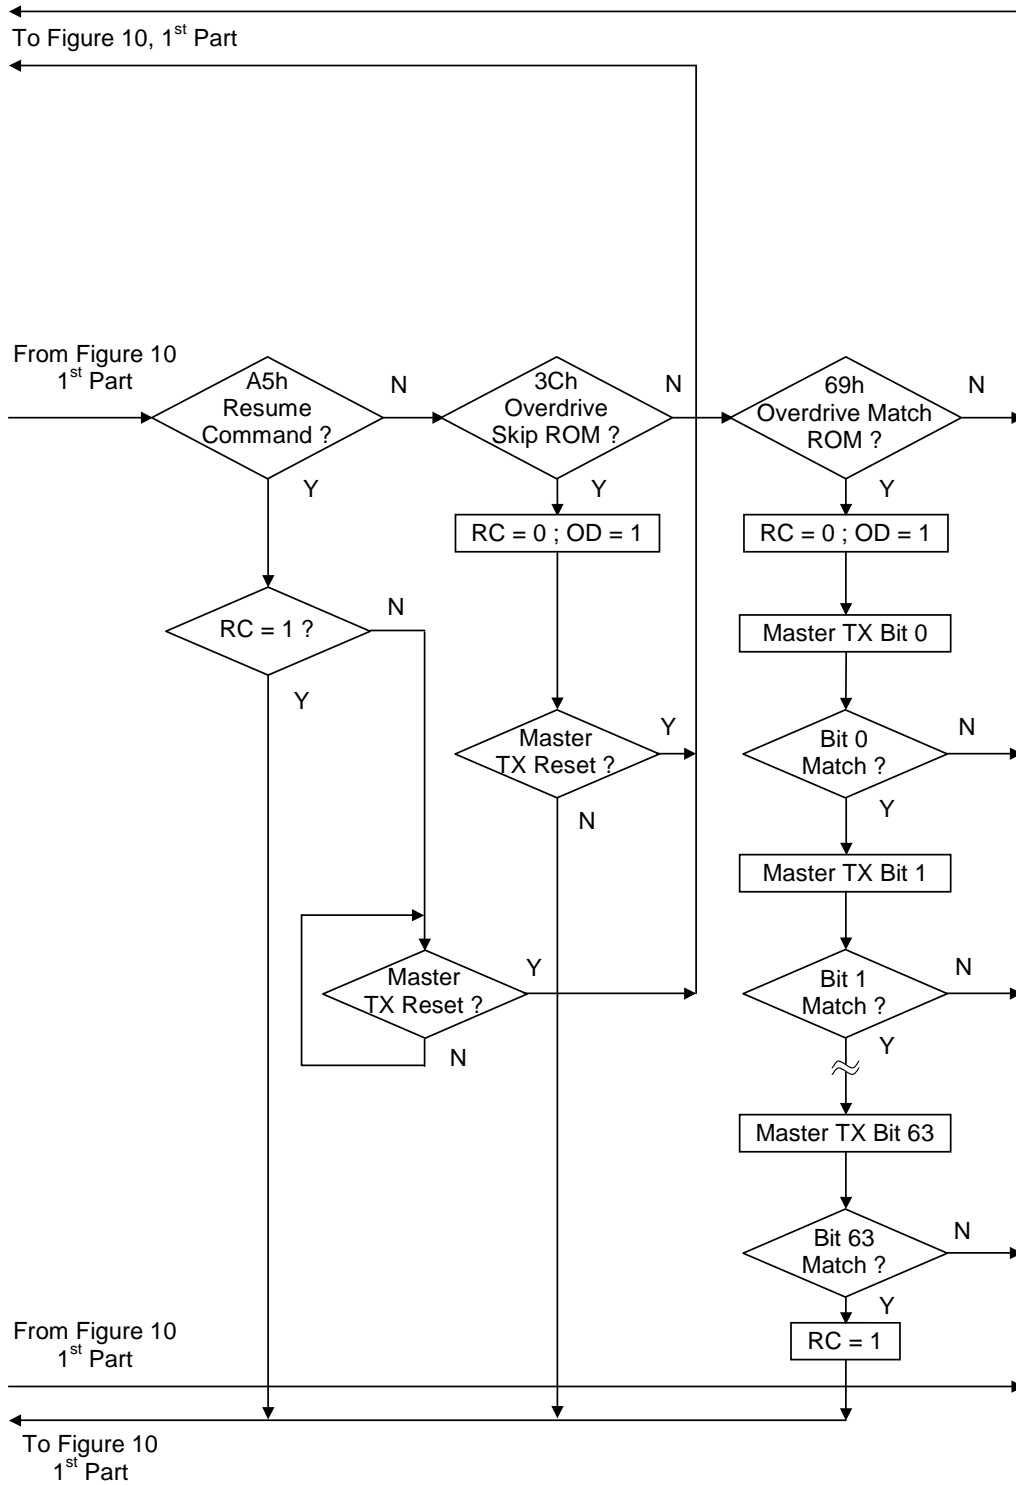 To Figure 10, 1st Part
From Figure 10
1st Part
A5h
Resume
Command ?
N
3Ch
Overdrive
Skip ROM ?
N
69h
Overdrive Match
ROM ?
N
Y
Y
Y
RC = 0 ; OD = 1
RC = 0 ; OD = 1
RC = 1 ?
N
Y
Master TX Bit 0
Master
TX Reset ?
Y
N
Bit 0
Match ?
N
Y
Master TX Bit 1
Master
TX Reset ?
Y
N
Bit 1
Match ?
N
Y
Master TX Bit 63
Bit 63
Match ?
N
Y
RC = 1
From Figure 10
1st Part
To Figure 10
1st Part